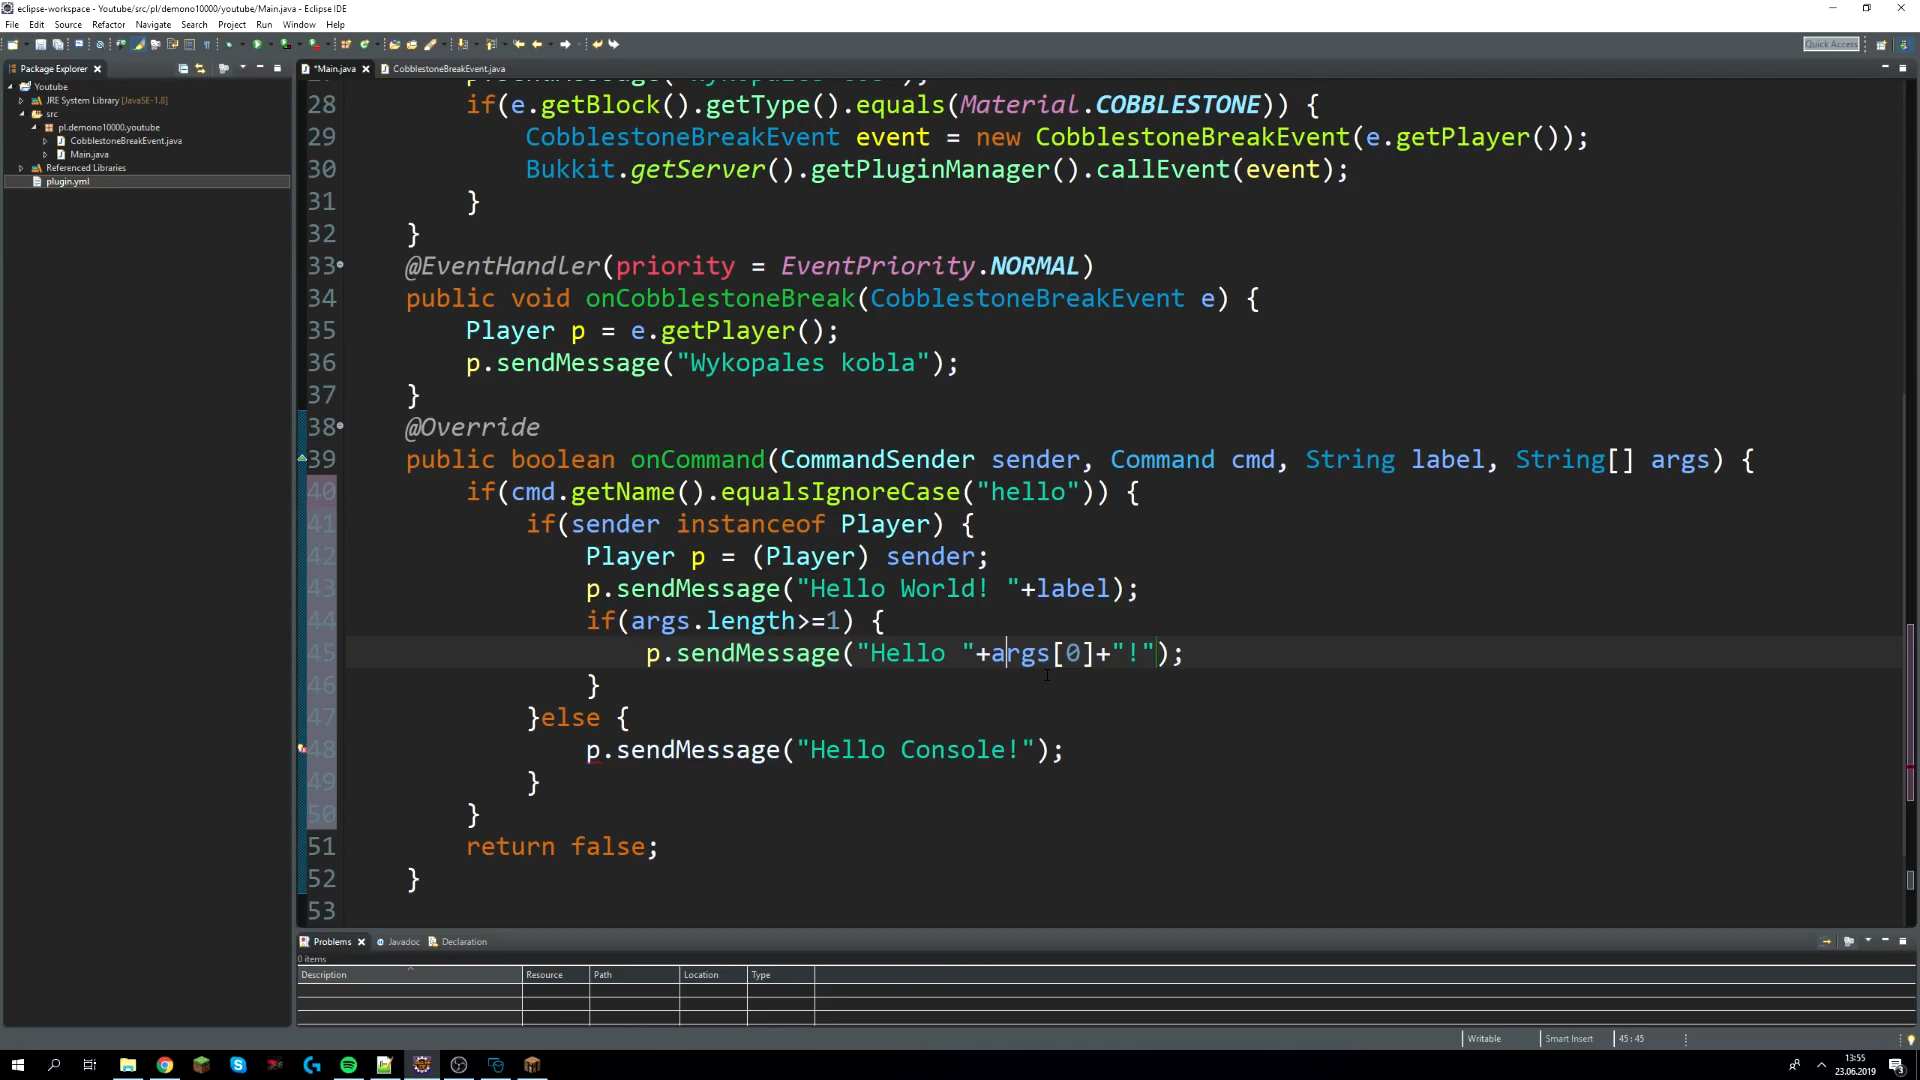 eclipse-workspace - Youtube/src/pl/demono10000/youtube/Main.java - Eclipse IDE
File Edit Source Refactor Navigate Search Project Run Window Help
Quick Access
Package Explorer
*Main.java CobblestoneBreakEvent.java
Youtube
JRE System Library [JavaSE-1.8]
src
pl.demono10000.youtube
CobblestoneBreakEvent.java
Main.java
Referenced Libraries
plugin.yml
28 if(e.getBlock().getType().equals(Material.COBBLESTONE)) {
29 CobblestoneBreakEvent event = new CobblestoneBreakEvent(e.getPlayer());
30 Bukkit.getServer().getPluginManager().callEvent(event);
31 }
32 }
33 @EventHandler(priority = EventPriority.NORMAL)
34 public void onCobblestoneBreak(CobblestoneBreakEvent e) {
35 Player p = e.getPlayer();
36 p.sendMessage("Wykopales kobla");
37 }
38 @Override
39 public boolean onCommand(CommandSender sender, Command cmd, String label, String[] args) {
40 if(cmd.getName().equalsIgnoreCase("hello")) {
41 if(sender instanceof Player) {
42 Player p = (Player) sender;
43 p.sendMessage("Hello World! "+label);
44 if(args.length>=1) {
45 p.sendMessage("Hello "+args[0]+"!");
46 }
47 }else {
48 p.sendMessage("Hello Console!");
49 }
50 }
51 return false;
52 }
53
Problems Javadoc Declaration
0 items
Description Resource Path Location Type
Writable Smart Insert 45 : 45
13:55
23.06.2019